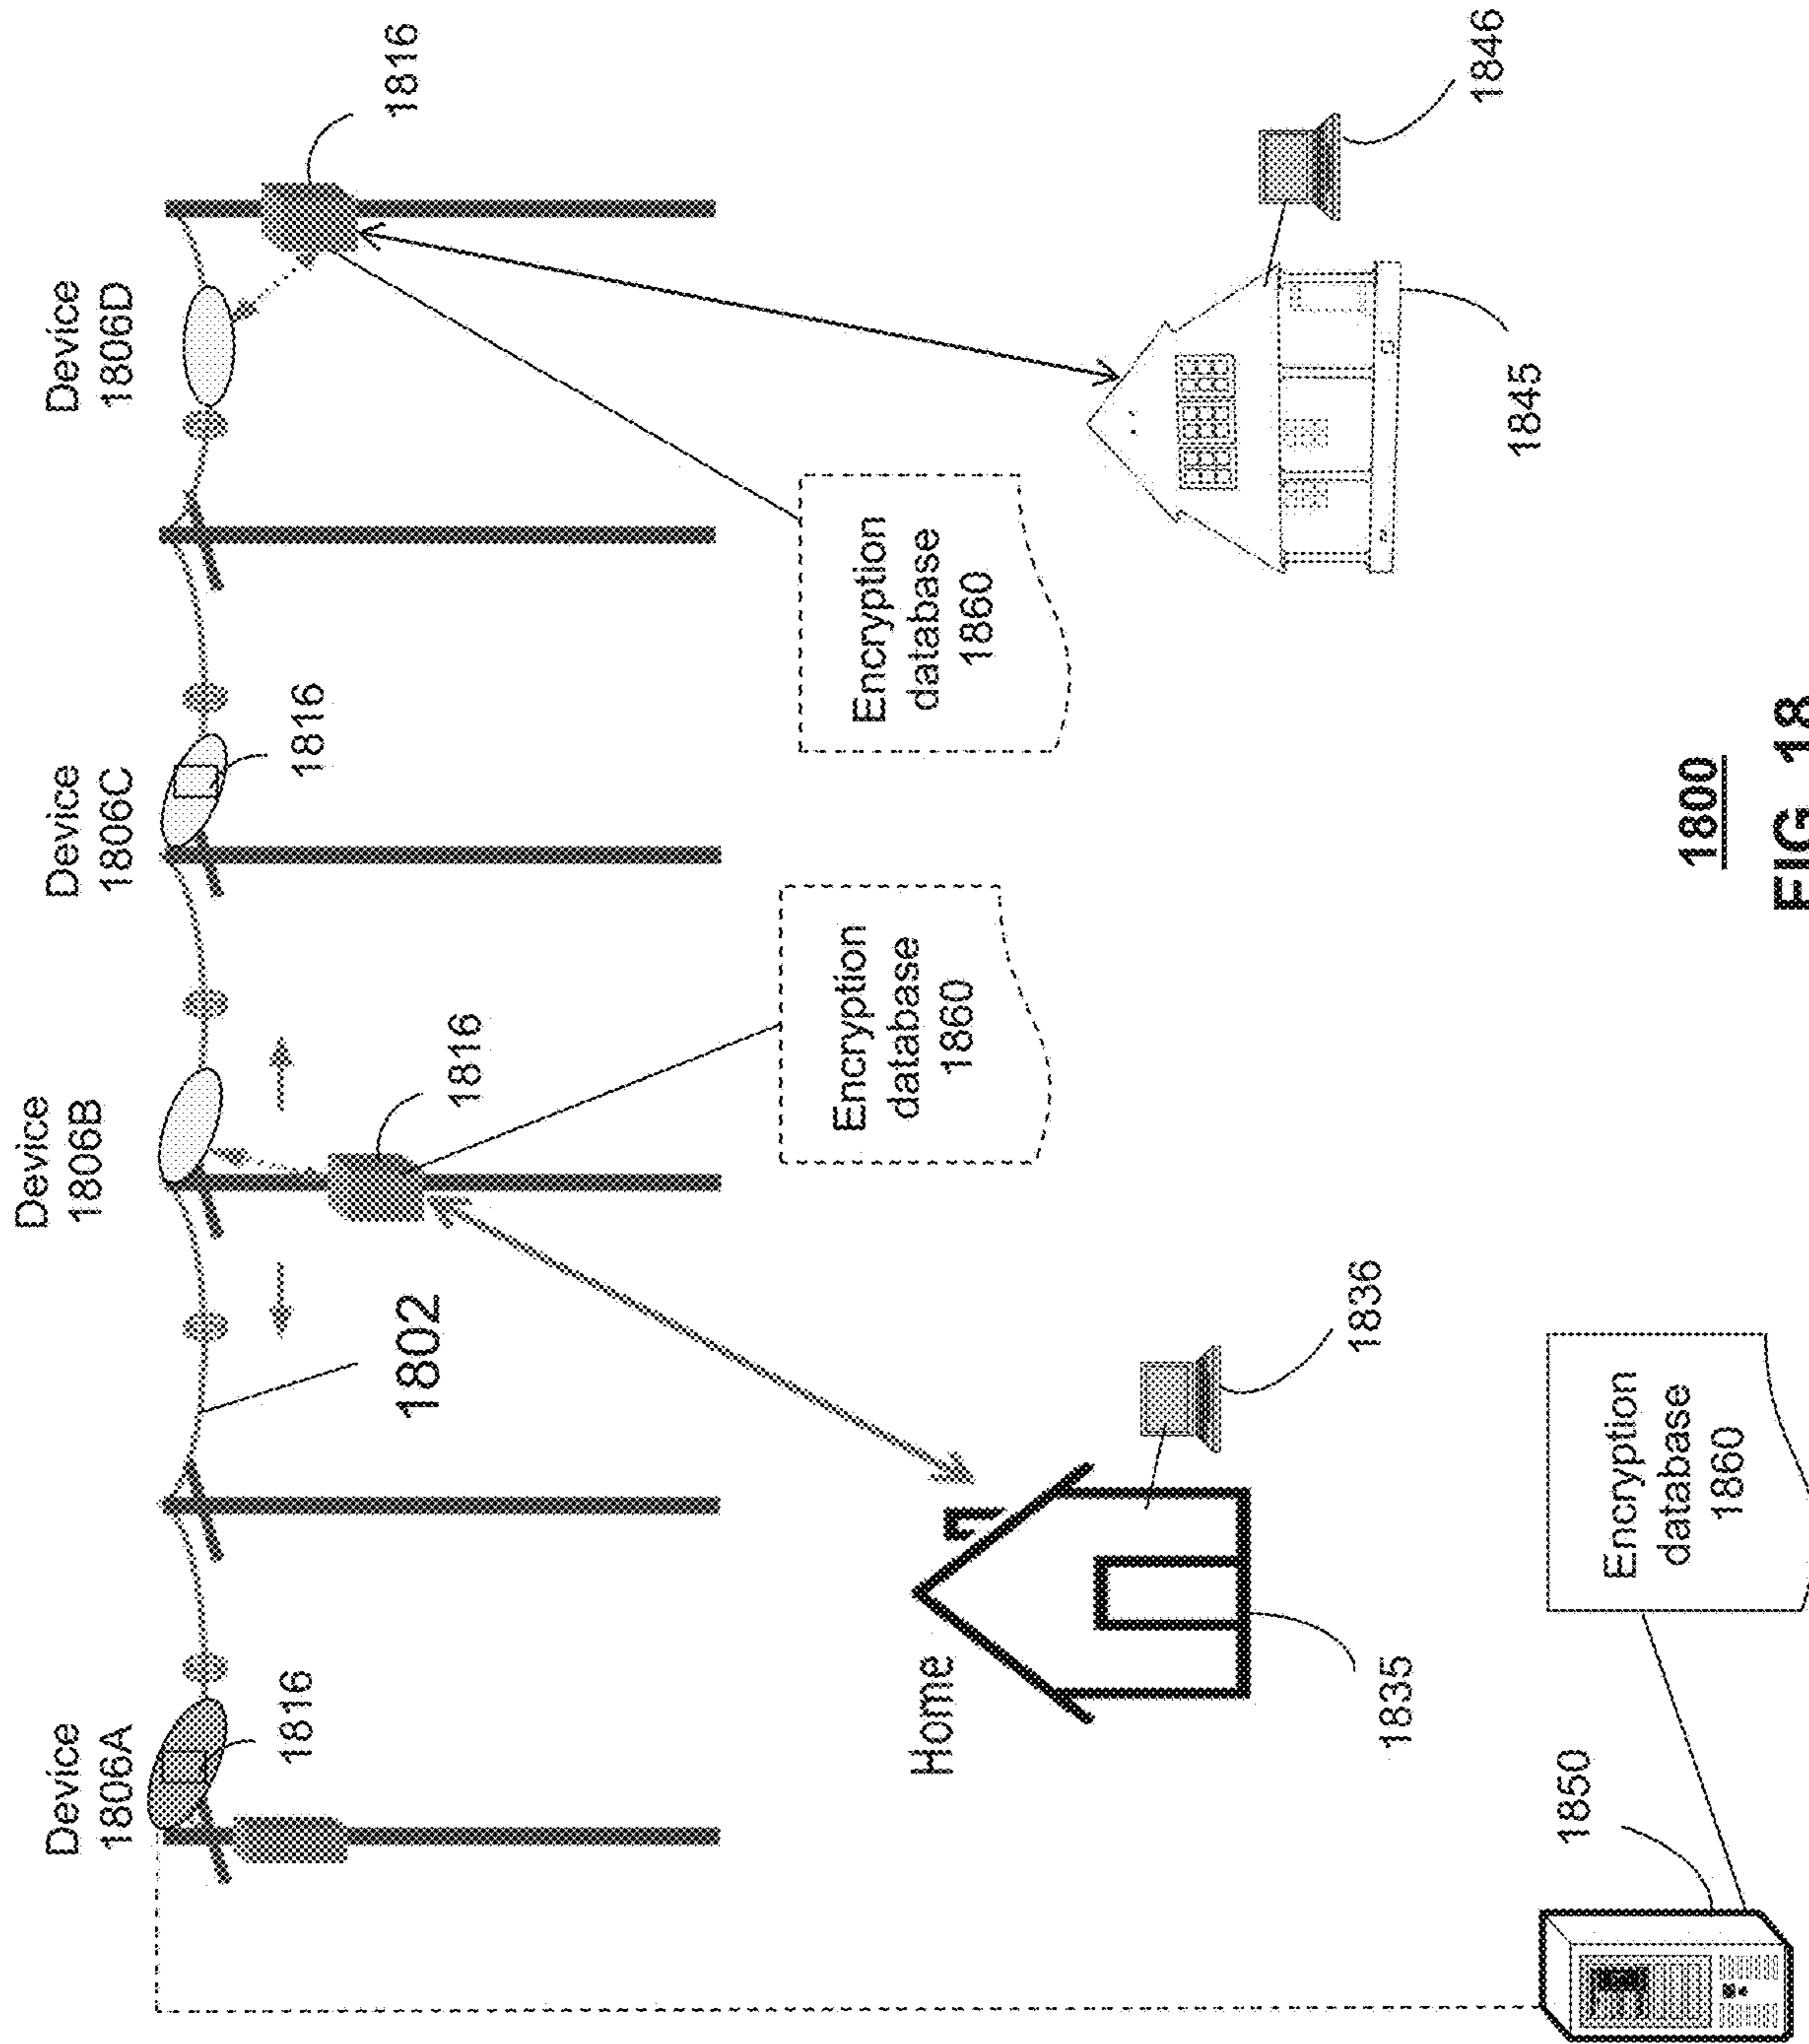 Device
1806A
1816
Device
1806B
1816
Device
1806C
1816
Device
1806D
1816
1802
Encryption
database
1860
Encryption
database
1860
Home
1835
1836
1845
1846
1850
Encryption
database
1860
1800
FIG. 18